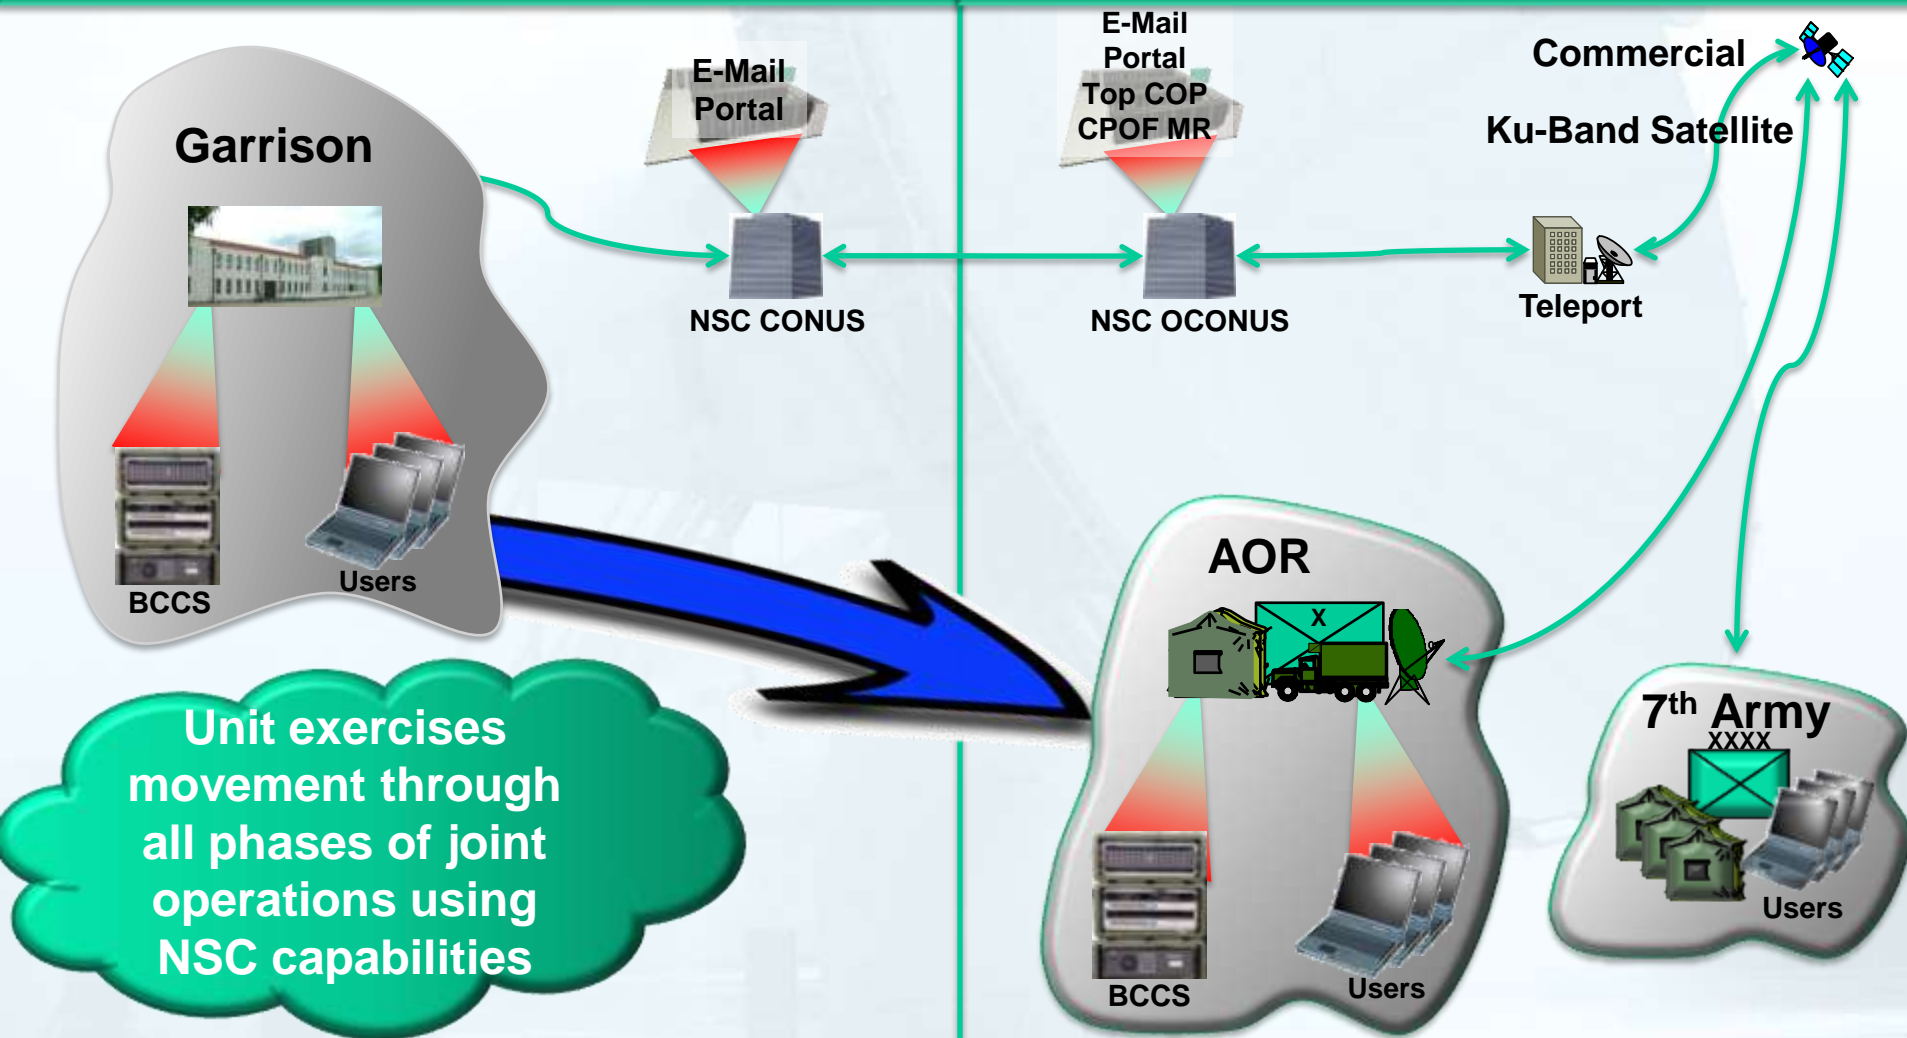 E-Mail
Portal
E-Mail
Portal
Top COP
CPOF MR
Commercial
Ku-Band Satellite
Garrison
NSC CONUS
NSC OCONUS
Teleport
BCCS
Users
AOR
X
7th Army
XXXX
Users
Unit exercises
movement through
all phases of joint
operations using
NSC capabilities
BCCS
Users